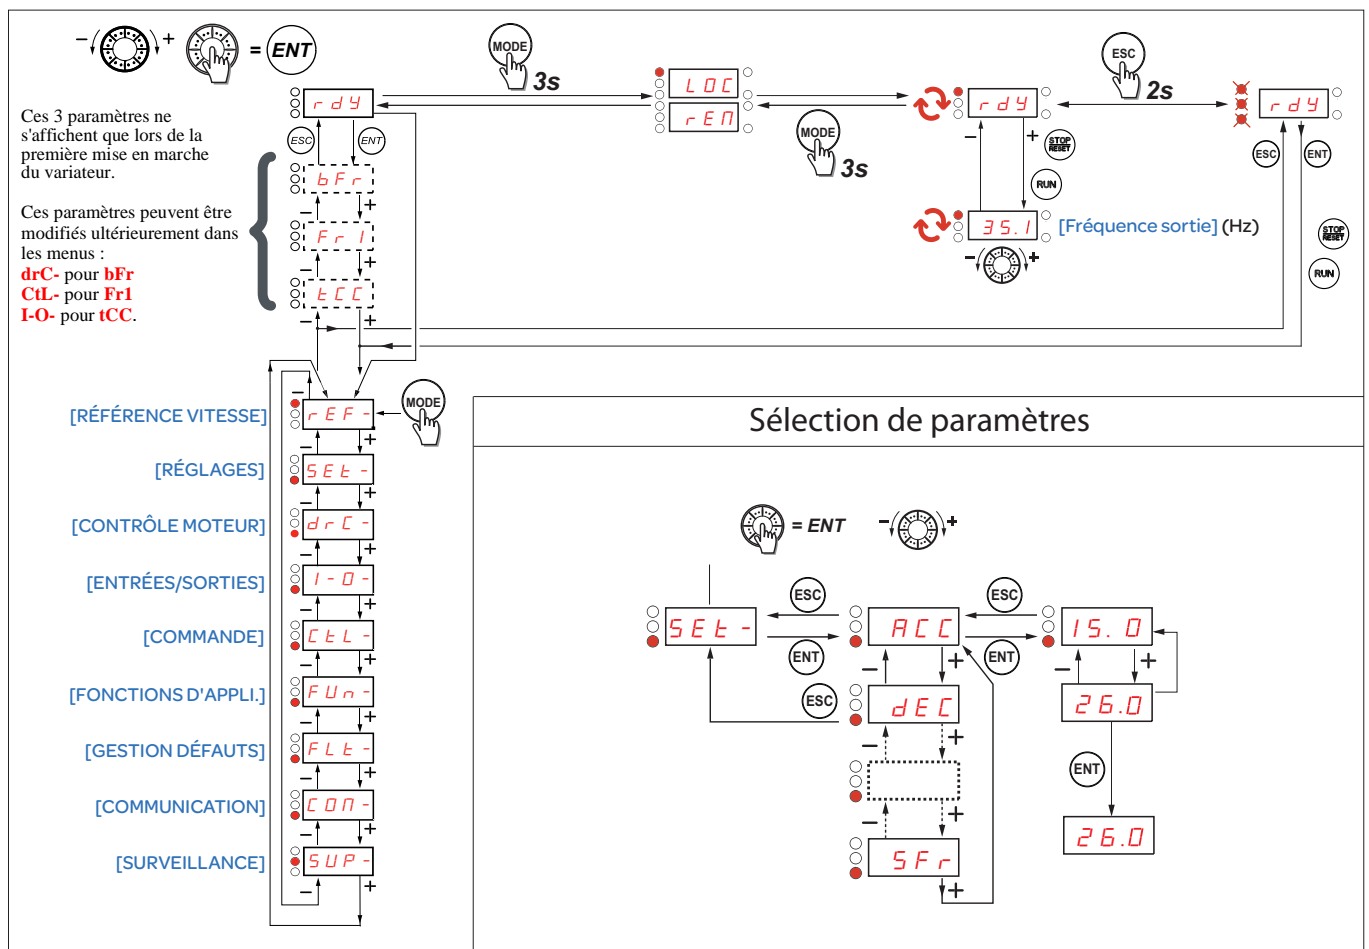 - + = ENT
MODE
3s
ESC
2s
Ces 3 paramètres ne
s'affichent que lors de la
première mise en marche
du variateur.
Ces paramètres peuvent être
modifiés ultérieurement dans
les menus :
drC- pour bFr
CtL- pour Fr1
I-O- pour tCC.
rdY
LOC
rEM
MODE
3s
rdY
rdY
ESC
ENT
- +
STOP
RESET
RUN
ESC
ENT
bFr
- +
Fr1
- +
tCC
- +
35.1
[Fréquence sortie] (Hz)
- +
STOP
RESET
RUN
[RÉFÉRENCE VITESSE]
-
rEF-
MODE
- +
[RÉGLAGES]
SEt-
- +
[CONTRÔLE MOTEUR]
drC-
- +
[ENTRÉES/SORTIES]
I-O-
- +
[COMMANDE]
CtL-
- +
[FONCTIONS D'APPLI.]
FUn-
- +
[GESTION DÉFAUTS]
FLt-
- +
[COMMUNICATION]
COM-
- +
[SURVEILLANCE]
SUP-
- +
Sélection de paramètres
= ENT
- +
SEt-
ESC
ENT
ACC
ESC
ENT
15.0
- +
- +
ESC
dEC
26.0
- +
ENT
- +
SFr
+
26.0